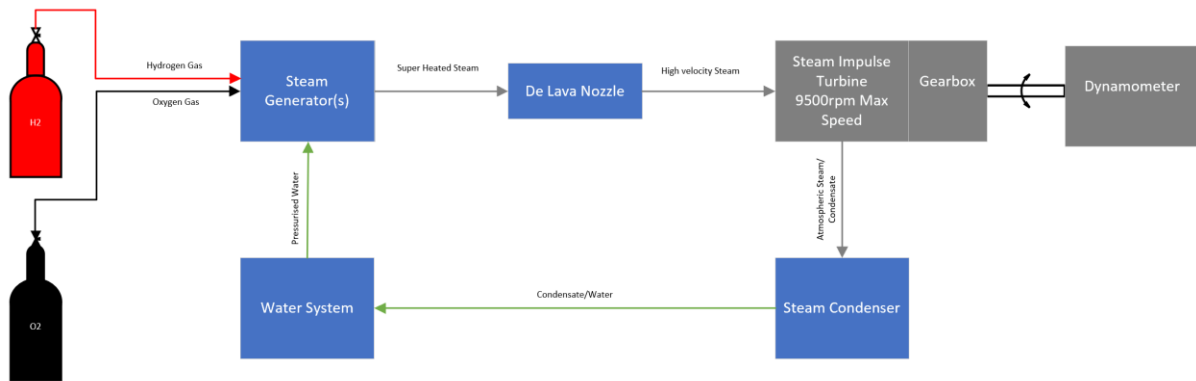 Hydrogen Gas
Oxygen Gas
H2
O2
Steam
Generator(s)
Super Heated Steam
De Lava Nozzle
High velocity Steam
Steam Impulse
Turbine
9500rpm Max
Speed
Gearbox
Dynamometer
Pressurised Water
Atmospheric Steam/
Condensate
Water System
Condensate/Water
Steam Condenser